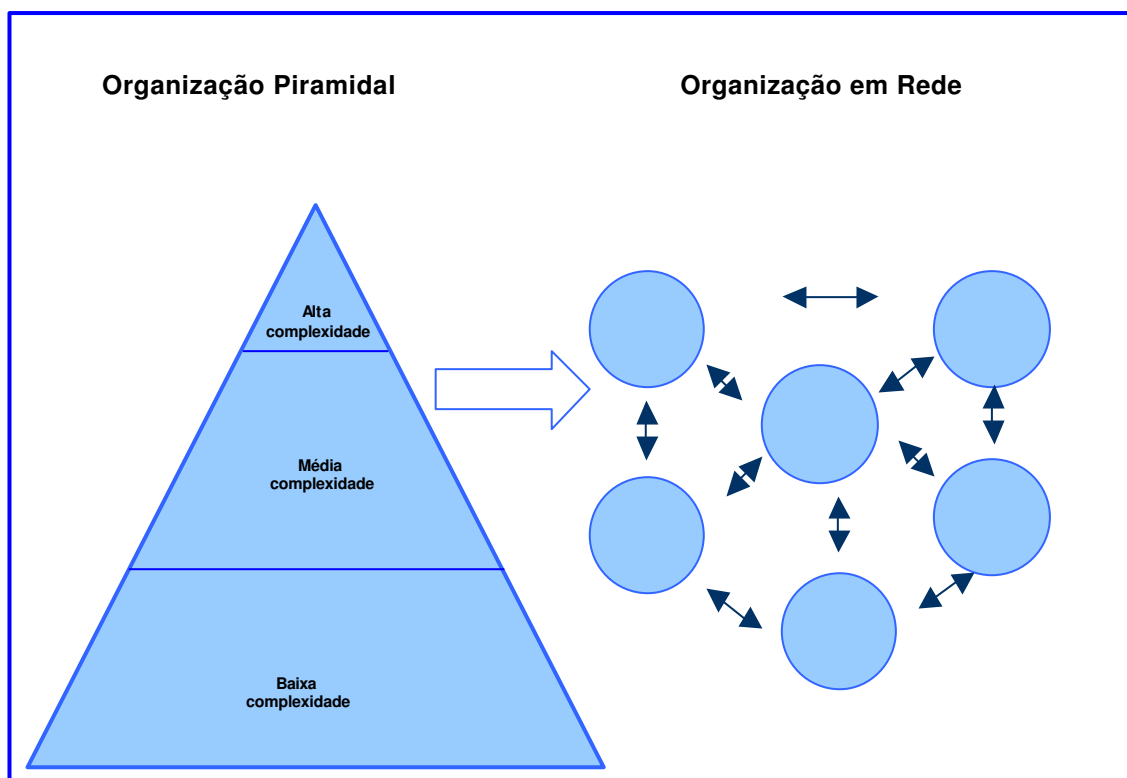 Organização Piramidal
Organização em Rede
Alta
complexidade
Média
complexidade
Baixa
complexidade